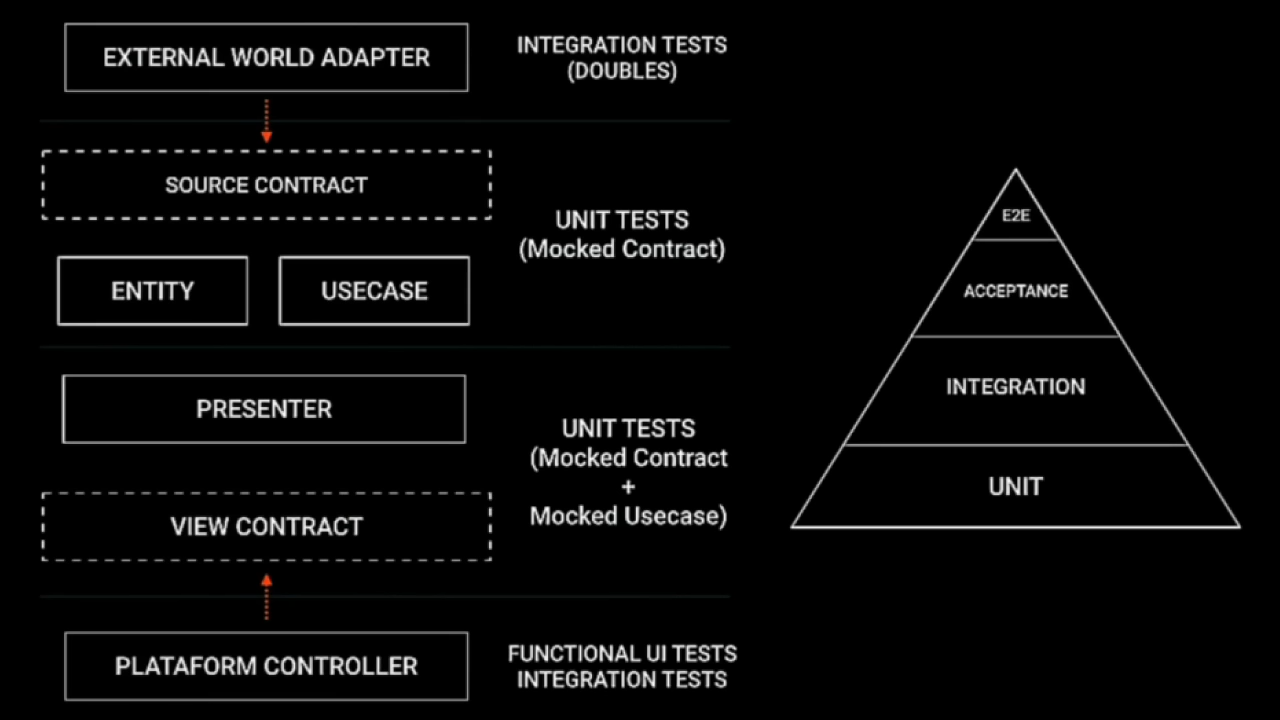 EXTERNAL WORLD ADAPTER
INTEGRATION TESTS
(DOUBLES)
SOURCE CONTRACT
UNIT TESTS
(Mocked Contract)
ENTITY
USECASE
PRESENTER
UNIT TESTS
(Mocked Contract
+
Mocked Usecase)
VIEW CONTRACT
PLATAFORM CONTROLLER
FUNCTIONAL UI TESTS
INTEGRATION TESTS
E2E
ACCEPTANCE
INTEGRATION
UNIT